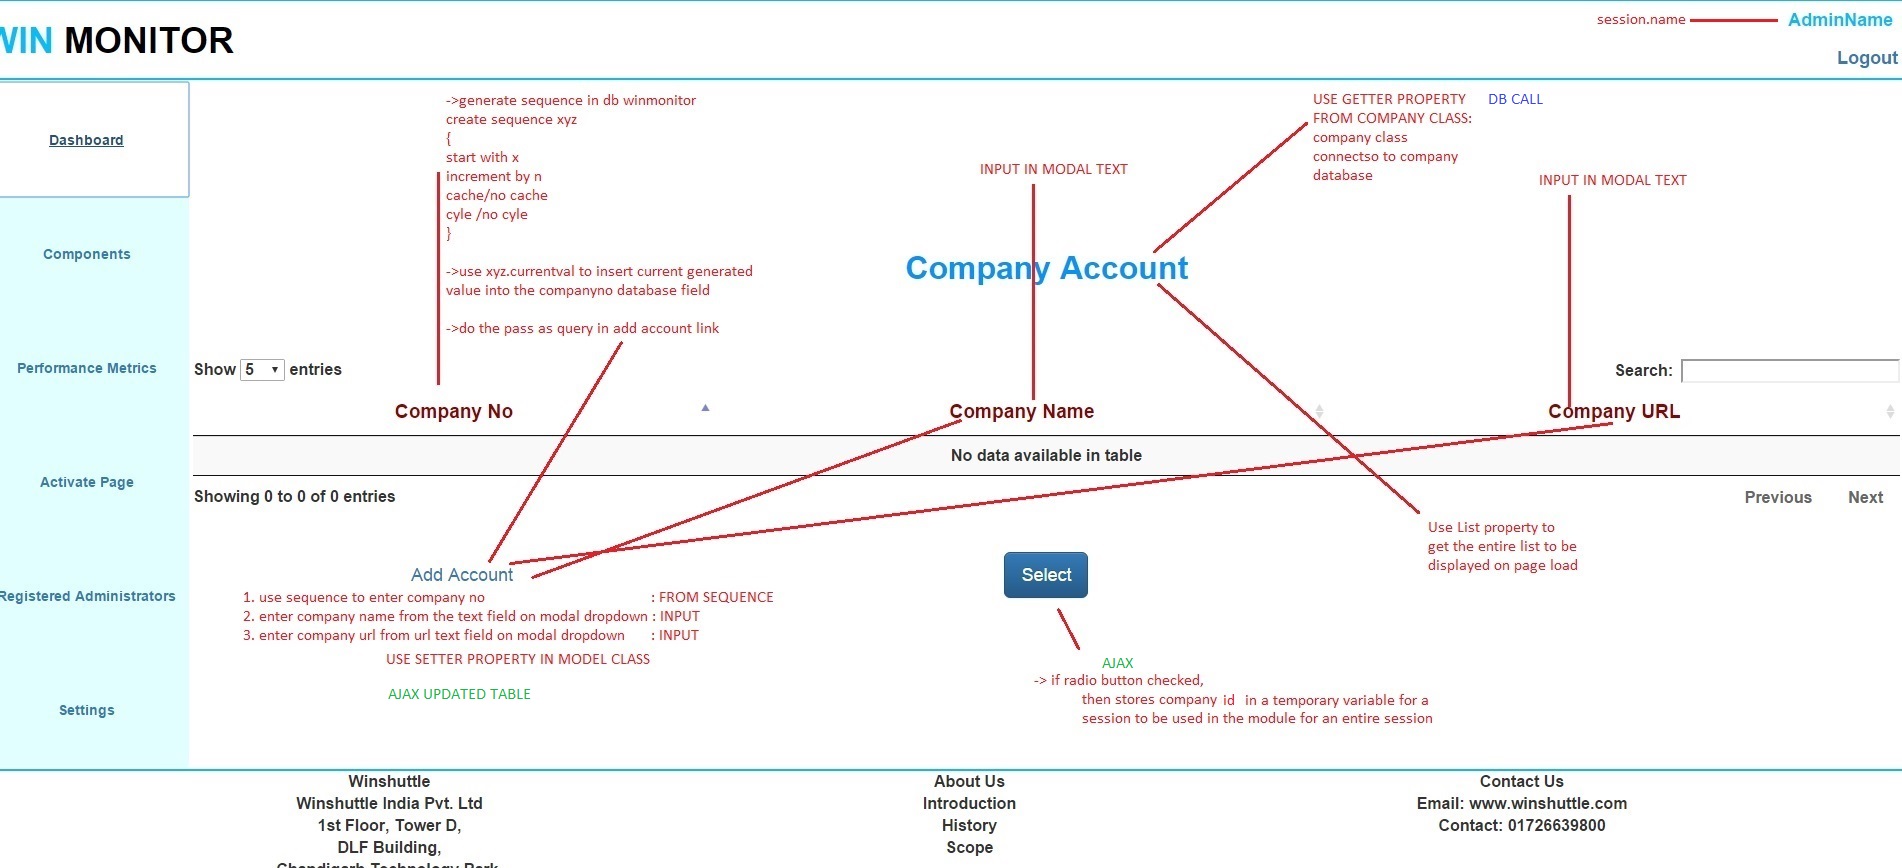 WIN MONITOR
session.name
AdminName
Logout
Dashboard
Components
Performance Metrics
Activate Page
Registered Administrators
Settings
->generate sequence in db winmonitor
create sequence xyz
{
start with x
increment by n
cache/no cache
cyle /no cyle
}
->use xyz.currentval to insert current generated
value into the companyno database field
->do the pass as query in add account link
INPUT IN MODAL TEXT
USE GETTER PROPERTY DB CALL
FROM COMPANY CLASS:
company class
connectso to company
database
INPUT IN MODAL TEXT
Company Account
Show 5 entries
Search:
Company No
Company Name
Company URL
No data available in table
Showing 0 to 0 of 0 entries
Previous Next
Use List property to
get the entire list to be
displayed on page load
Add Account
1. use sequence to enter company no : FROM SEQUENCE
2. enter company name from the text field on modal dropdown : INPUT
3. enter company url from url text field on modal dropdown : INPUT
USE SETTER PROPERTY IN MODEL CLASS
AJAX UPDATED TABLE
Select
AJAX
-> if radio button checked,
then stores company id in a temporary variable for a
session to be used in the module for an entire session
Winshuttle
Winshuttle India Pvt. Ltd
1st Floor, Tower D,
DLF Building,
Chandigarh Technology Park
About Us
Introduction
History
Scope
Contact Us
Email: www.winshuttle.com
Contact: 01726639800